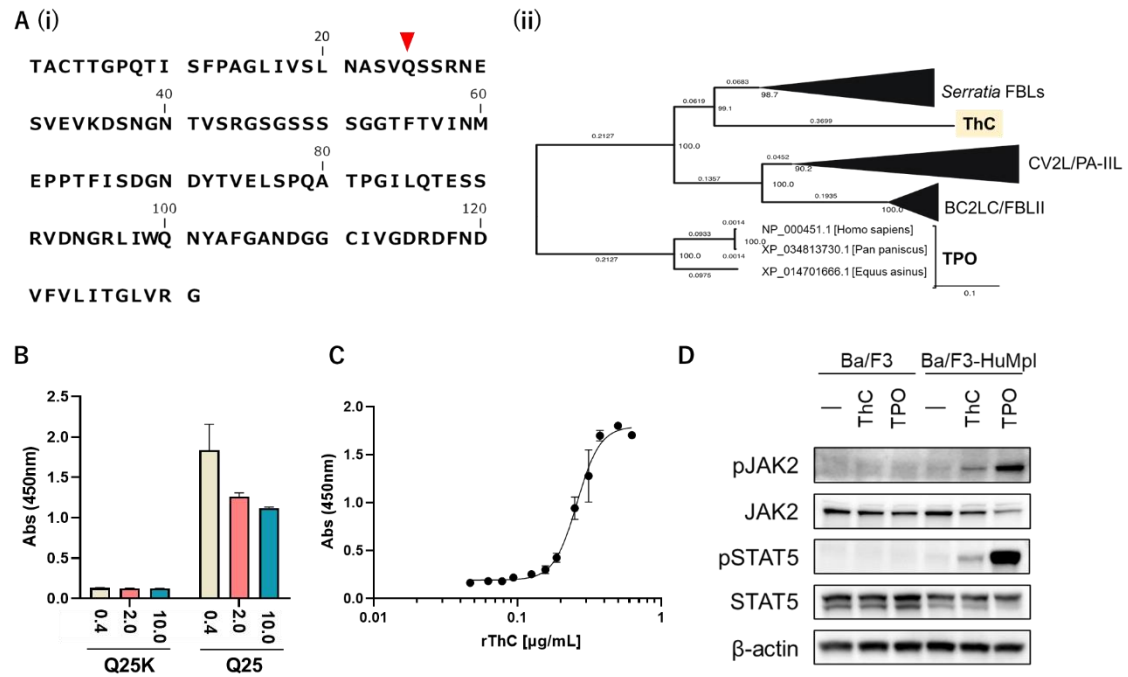 A (i)
20
TACTTGPQTI SFPAGLIVSL NASVQSSRNE
40 60
SVEVKDSNGN TVSRGSGSSS SGGTFTVINM
80
EPPTFISDGN DYTVELSPQA TPGILQTESS
100 120
RVDNGRLIWQ NYAFGANDGG CIVGDRDFND
VFVLITGLVR G
(ii)
0.0683
98.7
Serratia FBLs
0.0819
99.1
0.3699
ThC
0.2127
100.0
0.0452
90.2
CV2L/PA-IIL
0.1357
100.0
0.1935
100.0
BC2LC/FBLII
0.0014
NP_000451.1 [Homo sapiens]
0.0933
100.0
XP_034813730.1 [Pan paniscus]
0.0014
0.2127
100.0
TPO
0.0975
XP_014701666.1 [Equus asinus]
0.1
B
Abs (450nm)
2.5
2.0
1.5
1.0
0.5
0.0
0.4 2.0 10.0 0.4 2.0 10.0
Q25K Q25
C
Abs (450nm)
2.0
1.5
1.0
0.5
0.0
0.01 0.1 1
rThC [µg/mL]
D
Ba/F3 Ba/F3-HuMpl
— ThC TPO — ThC TPO
pJAK2
JAK2
pSTAT5
STAT5
β-actin